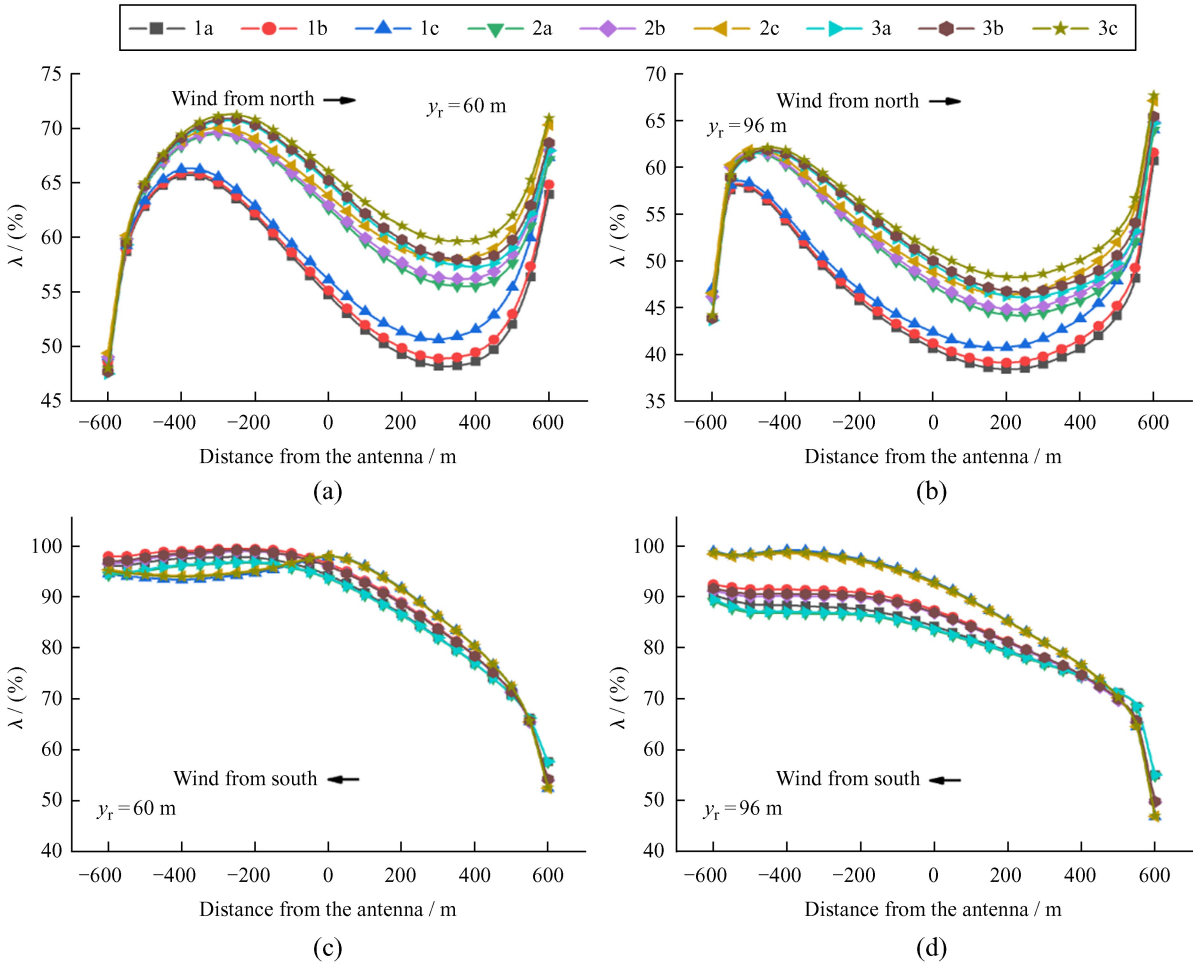 1a 1b 1c 2a 2b 2c 3a 3b 3c
75
70
65
60
55
50
45
λ / (%)
Wind from north
yr = 60 m
−600 −400 −200 0 200 400 600
Distance from the antenna / m
(a)
70
65
60
55
50
45
40
35
λ / (%)
Wind from north
yr = 96 m
−600 −400 −200 0 200 400 600
Distance from the antenna / m
(b)
100
90
80
70
60
50
40
λ / (%)
Wind from south
yr = 60 m
−600 −400 −200 0 200 400 600
Distance from the antenna / m
(c)
100
90
80
70
60
50
40
λ / (%)
Wind from south
yr = 96 m
−600 −400 −200 0 200 400 600
Distance from the antenna / m
(d)